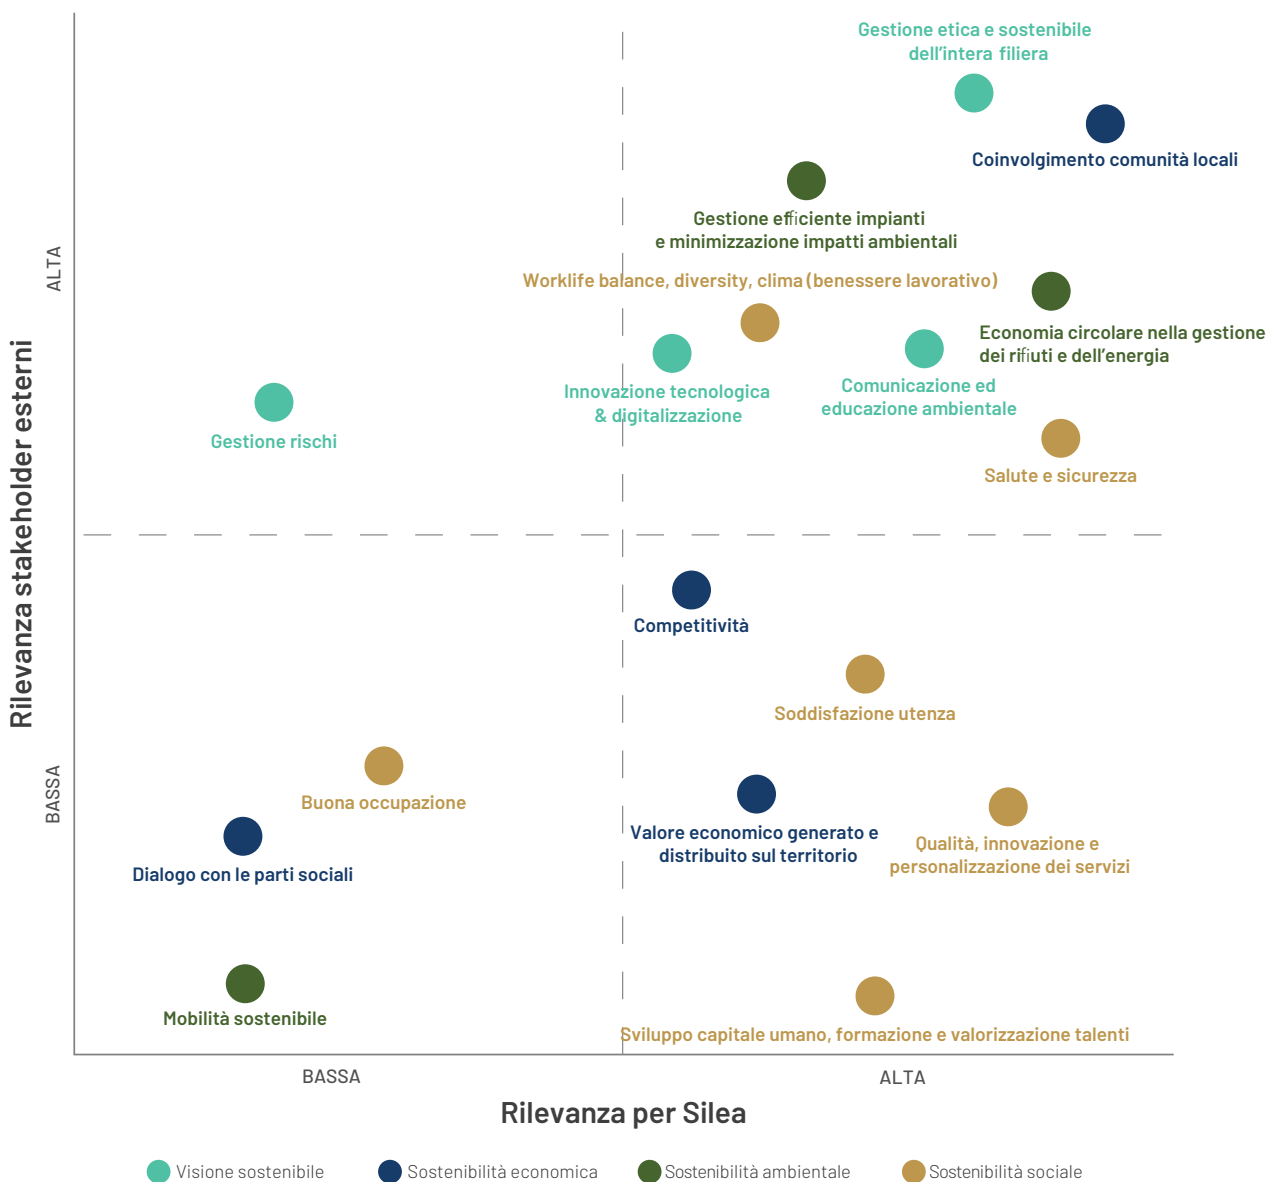 Gestione etica e sostenibile
dell'intera filiera
Coinvolgimento comunità locali
Gestione efficiente impianti
e minimizzazione impatti ambientali
Worklife balance, diversity, clima (benessere lavorativo)
Economia circolare nella gestione
dei rifiuti e dell'energia
Innovazione tecnologica
& digitalizzazione
Comunicazione ed
educazione ambientale
Gestione rischi
Salute e sicurezza
Competitività
Soddisfazione utenza
Buona occupazione
Valore economico generato e
distribuito sul territorio
Qualità, innovazione e
personalizzazione dei servizi
Dialogo con le parti sociali
Mobilità sostenibile
Sviluppo capitale umano, formazione e valorizzazione talenti
ALTA
BASSA
Rilevanza stakeholder esterni
BASSA
ALTA
Rilevanza per Silea
Visione sostenibile
Sostenibilità economica
Sostenibilità ambientale
Sostenibilità sociale